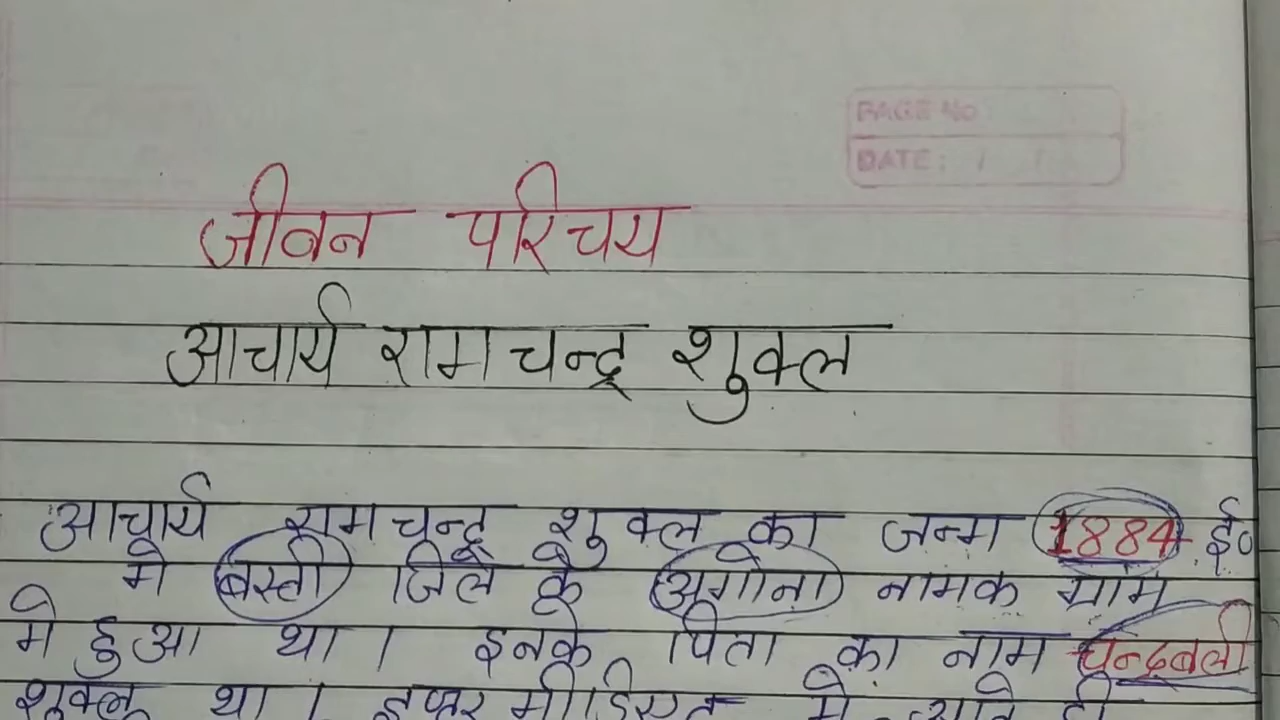 PAGE No
DATE: / /
जीवन परिचय
आचार्य रामचन्द्र शुक्ल
आचार्य रामचन्द्र शुक्ल का जन्म 1884 ई०
मे बस्ती जिले के अगोना नामक ग्राम
मे हुआ था। इनके पिता का नाम चन्द्रबली
शुक्ल था। मे आते ही